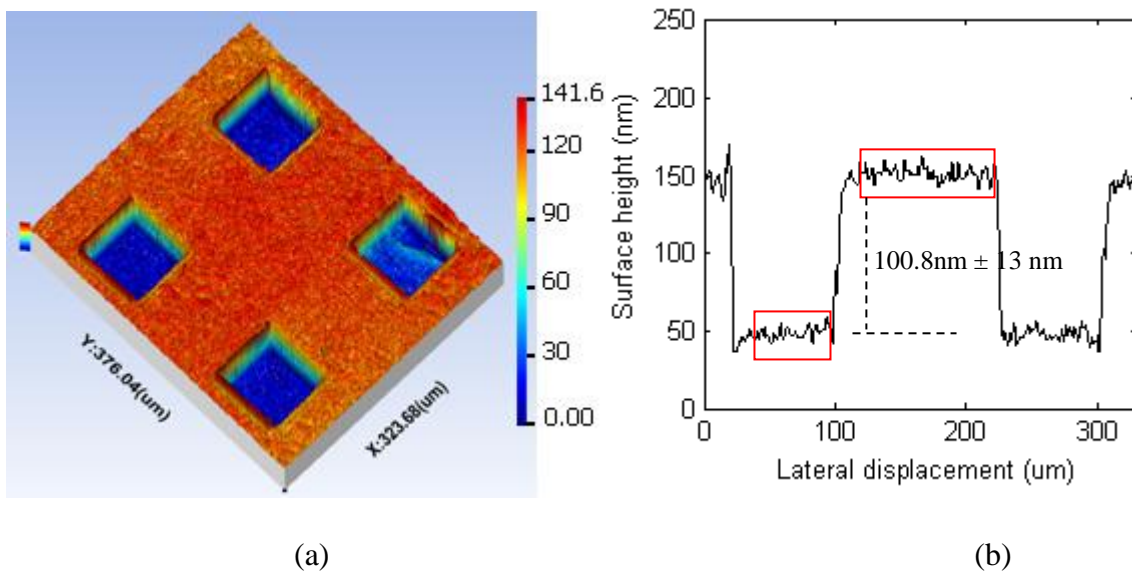 141.6
120
90
60
30
0.00
Y:376.04(um)
X:323.68(um)
250
200
150
100
50
0
Surface height (nm)
100.8nm ± 13 nm
0
100
200
300
Lateral displacement (um)
(a)
(b)